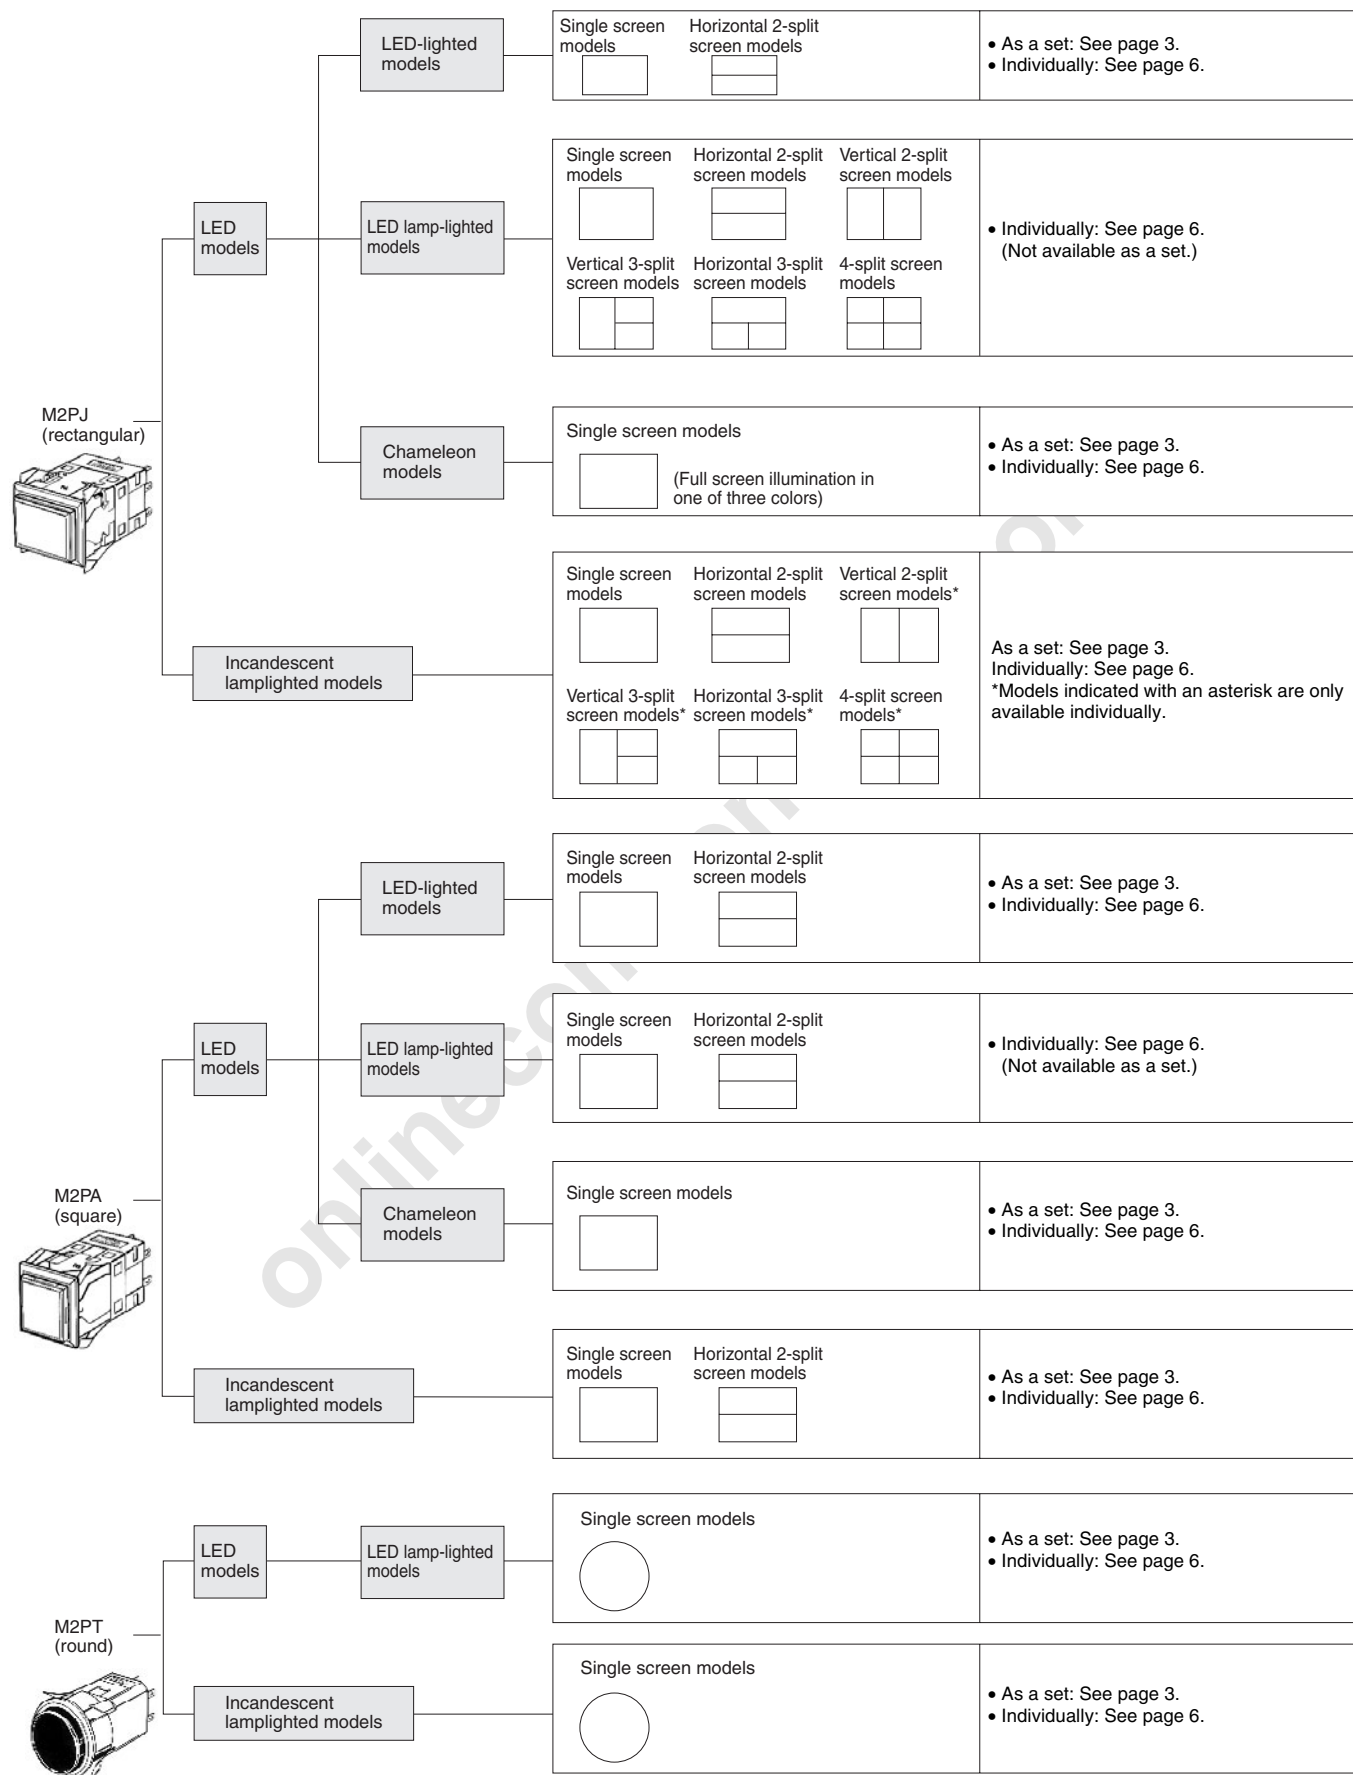 LED-lighted
models
Single screen
models
Horizontal 2-split
screen models
• As a set: See page 3.
• Individually: See page 6.
LED
models
LED lamp-lighted
models
Single screen
models
Horizontal 2-split
screen models
Vertical 2-split
screen models
Vertical 3-split
screen models
Horizontal 3-split
screen models
4-split screen
models
• Individually: See page 6.
(Not available as a set.)
M2PJ
(rectangular)
Chameleon
models
Single screen models
(Full screen illumination in
one of three colors)
• As a set: See page 3.
• Individually: See page 6.
Incandescent
lamplighted models
Single screen
models
Horizontal 2-split
screen models
Vertical 2-split
screen models*
Vertical 3-split
screen models*
Horizontal 3-split
screen models*
4-split screen
models*
As a set: See page 3.
Individually: See page 6.
*Models indicated with an asterisk are only
available individually.
LED-lighted
models
Single screen
models
Horizontal 2-split
screen models
• As a set: See page 3.
• Individually: See page 6.
LED
models
LED lamp-lighted
models
Single screen
models
Horizontal 2-split
screen models
• Individually: See page 6.
(Not available as a set.)
M2PA
(square)
Chameleon
models
Single screen models
• As a set: See page 3.
• Individually: See page 6.
Incandescent
lamplighted models
Single screen
models
Horizontal 2-split
screen models
• As a set: See page 3.
• Individually: See page 6.
LED
models
LED lamp-lighted
models
Single screen models
• As a set: See page 3.
• Individually: See page 6.
M2PT
(round)
Incandescent
lamplighted models
Single screen models
• As a set: See page 3.
• Individually: See page 6.